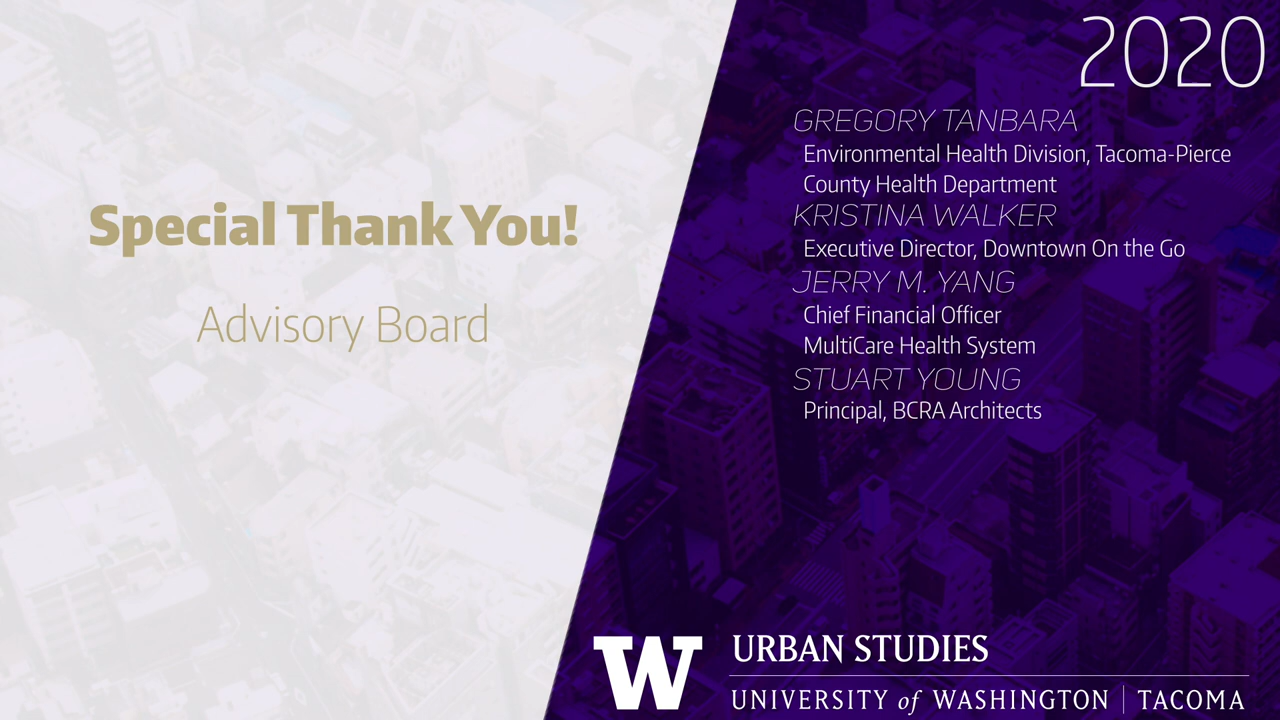 Special Thank You!
Advisory Board
2020
GREGORY TANBARA
Environmental Health Division, Tacoma-Pierce
County Health Department
KRISTINA WALKER
Executive Director, Downtown On the Go
JERRY M. YANG
Chief Financial Officer
MultiCare Health System
STUART YOUNG
Principal, BCRA Architects
W
URBAN STUDIES
UNIVERSITY of WASHINGTON | TACOMA